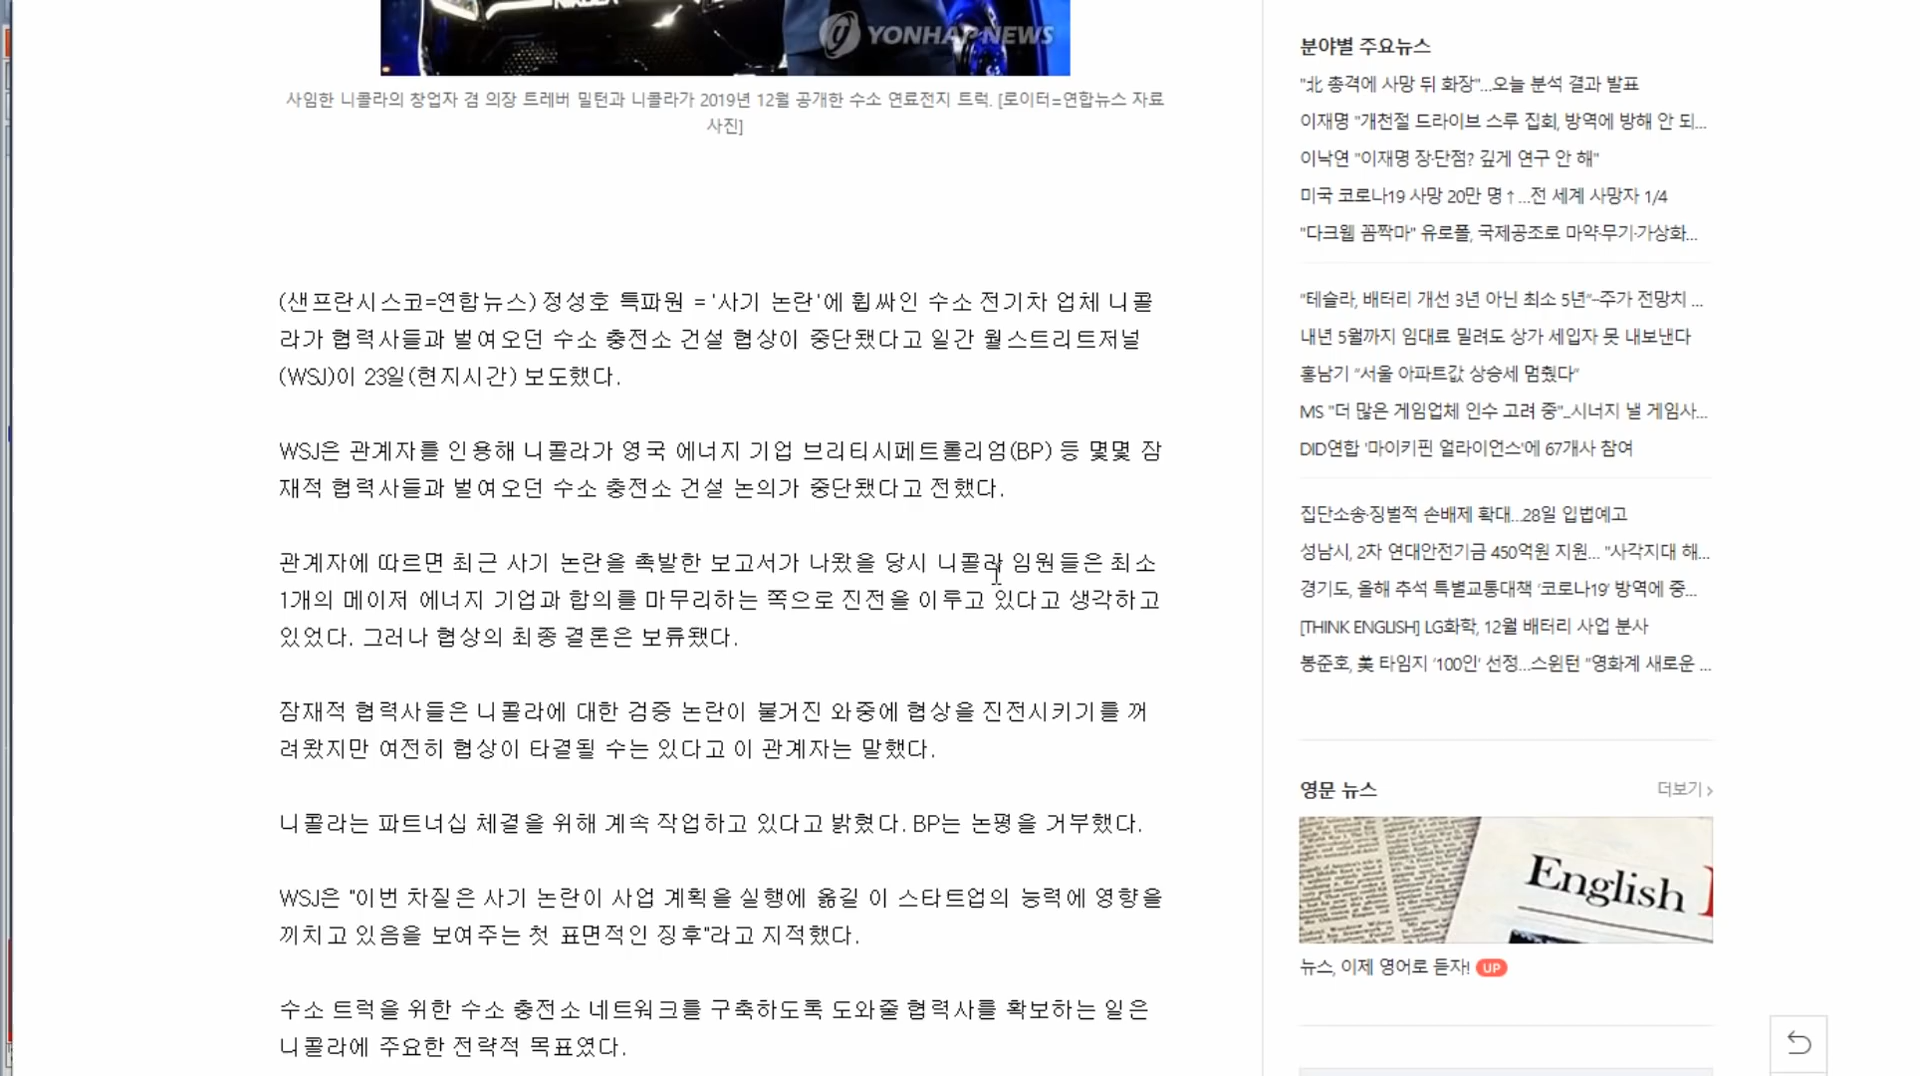 NIKOLA
YONHAP NEWS
사임한 니콜라의 창업자 겸 의장 트레버 밀턴과 니콜라가 2019년 12월 공개한 수소 연료전지 트럭. [로이터=연합뉴스 자료
사진]
(샌프란시스코=연합뉴스) 정성호 특파원 = '사기 논란'에 휩싸인 수소 전기차 업체 니콜
라가 협력사들과 벌여오던 수소 충전소 건설 협상이 중단됐다고 일간 월스트리트저널
(WSJ)이 23일(현지시간) 보도했다.
WSJ은 관계자를 인용해 니콜라가 영국 에너지 기업 브리티시페트롤리엄(BP) 등 몇몇 잠
재적 협력사들과 벌여오던 수소 충전소 건설 논의가 중단됐다고 전했다.
관계자에 따르면 최근 사기 논란을 촉발한 보고서가 나왔을 당시 니콜라 임원들은 최소
1개의 메이저 에너지 기업과 합의를 마무리하는 쪽으로 진전을 이루고 있다고 생각하고
있었다. 그러나 협상의 최종 결론은 보류됐다.
잠재적 협력사들은 니콜라에 대한 검증 논란이 불거진 와중에 협상을 진전시키기를 꺼
려왔지만 여전히 협상이 타결될 수는 있다고 이 관계자는 말했다.
니콜라는 파트너십 체결을 위해 계속 작업하고 있다고 밝혔다. BP는 논평을 거부했다.
WSJ은 "이번 차질은 사기 논란이 사업 계획을 실행에 옮길 이 스타트업의 능력에 영향을
끼치고 있음을 보여주는 첫 표면적인 징후"라고 지적했다.
수소 트럭을 위한 수소 충전소 네트워크를 구축하도록 도와줄 협력사를 확보하는 일은
니콜라에 주요한 전략적 목표였다.
분야별 주요뉴스
"北 총격에 사망 뒤 화장"...오늘 분석 결과 발표
이재명 "개천절 드라이브 스루 집회, 방역에 방해 안 되...
이낙연 "이재명 장·단점? 깊게 연구 안 해"
미국 코로나19 사망 20만 명↑...전 세계 사망자 1/4
"다크웹 꼼짝마" 유로폴, 국제공조로 마약·무기·가상화...
"테슬라, 배터리 개선 3년 아닌 최소 5년"–주가 전망치 ...
내년 5월까지 임대료 밀려도 상가 세입자 못 내보낸다
홍남기 "서울 아파트값 상승세 멈췄다"
MS "더 많은 게임업체 인수 고려 중"...시너지 낼 게임사...
DID연합 '마이키핀 얼라이언스'에 67개사 참여
집단소송·징벌적 손배제 확대...28일 입법예고
성남시, 2차 연대안전기금 450억원 지원... "사각지대 해...
경기도, 올해 추석 특별교통대책 '코로나19' 방역에 중...
[THINK ENGLISH] LG화학, 12월 배터리 사업 분사
봉준호, 美 타임지 '100인' 선정...스윈턴 "영화계 새로운 ...
영문 뉴스
더보기 ›
English
뉴스, 이제 영어로 듣자! UP